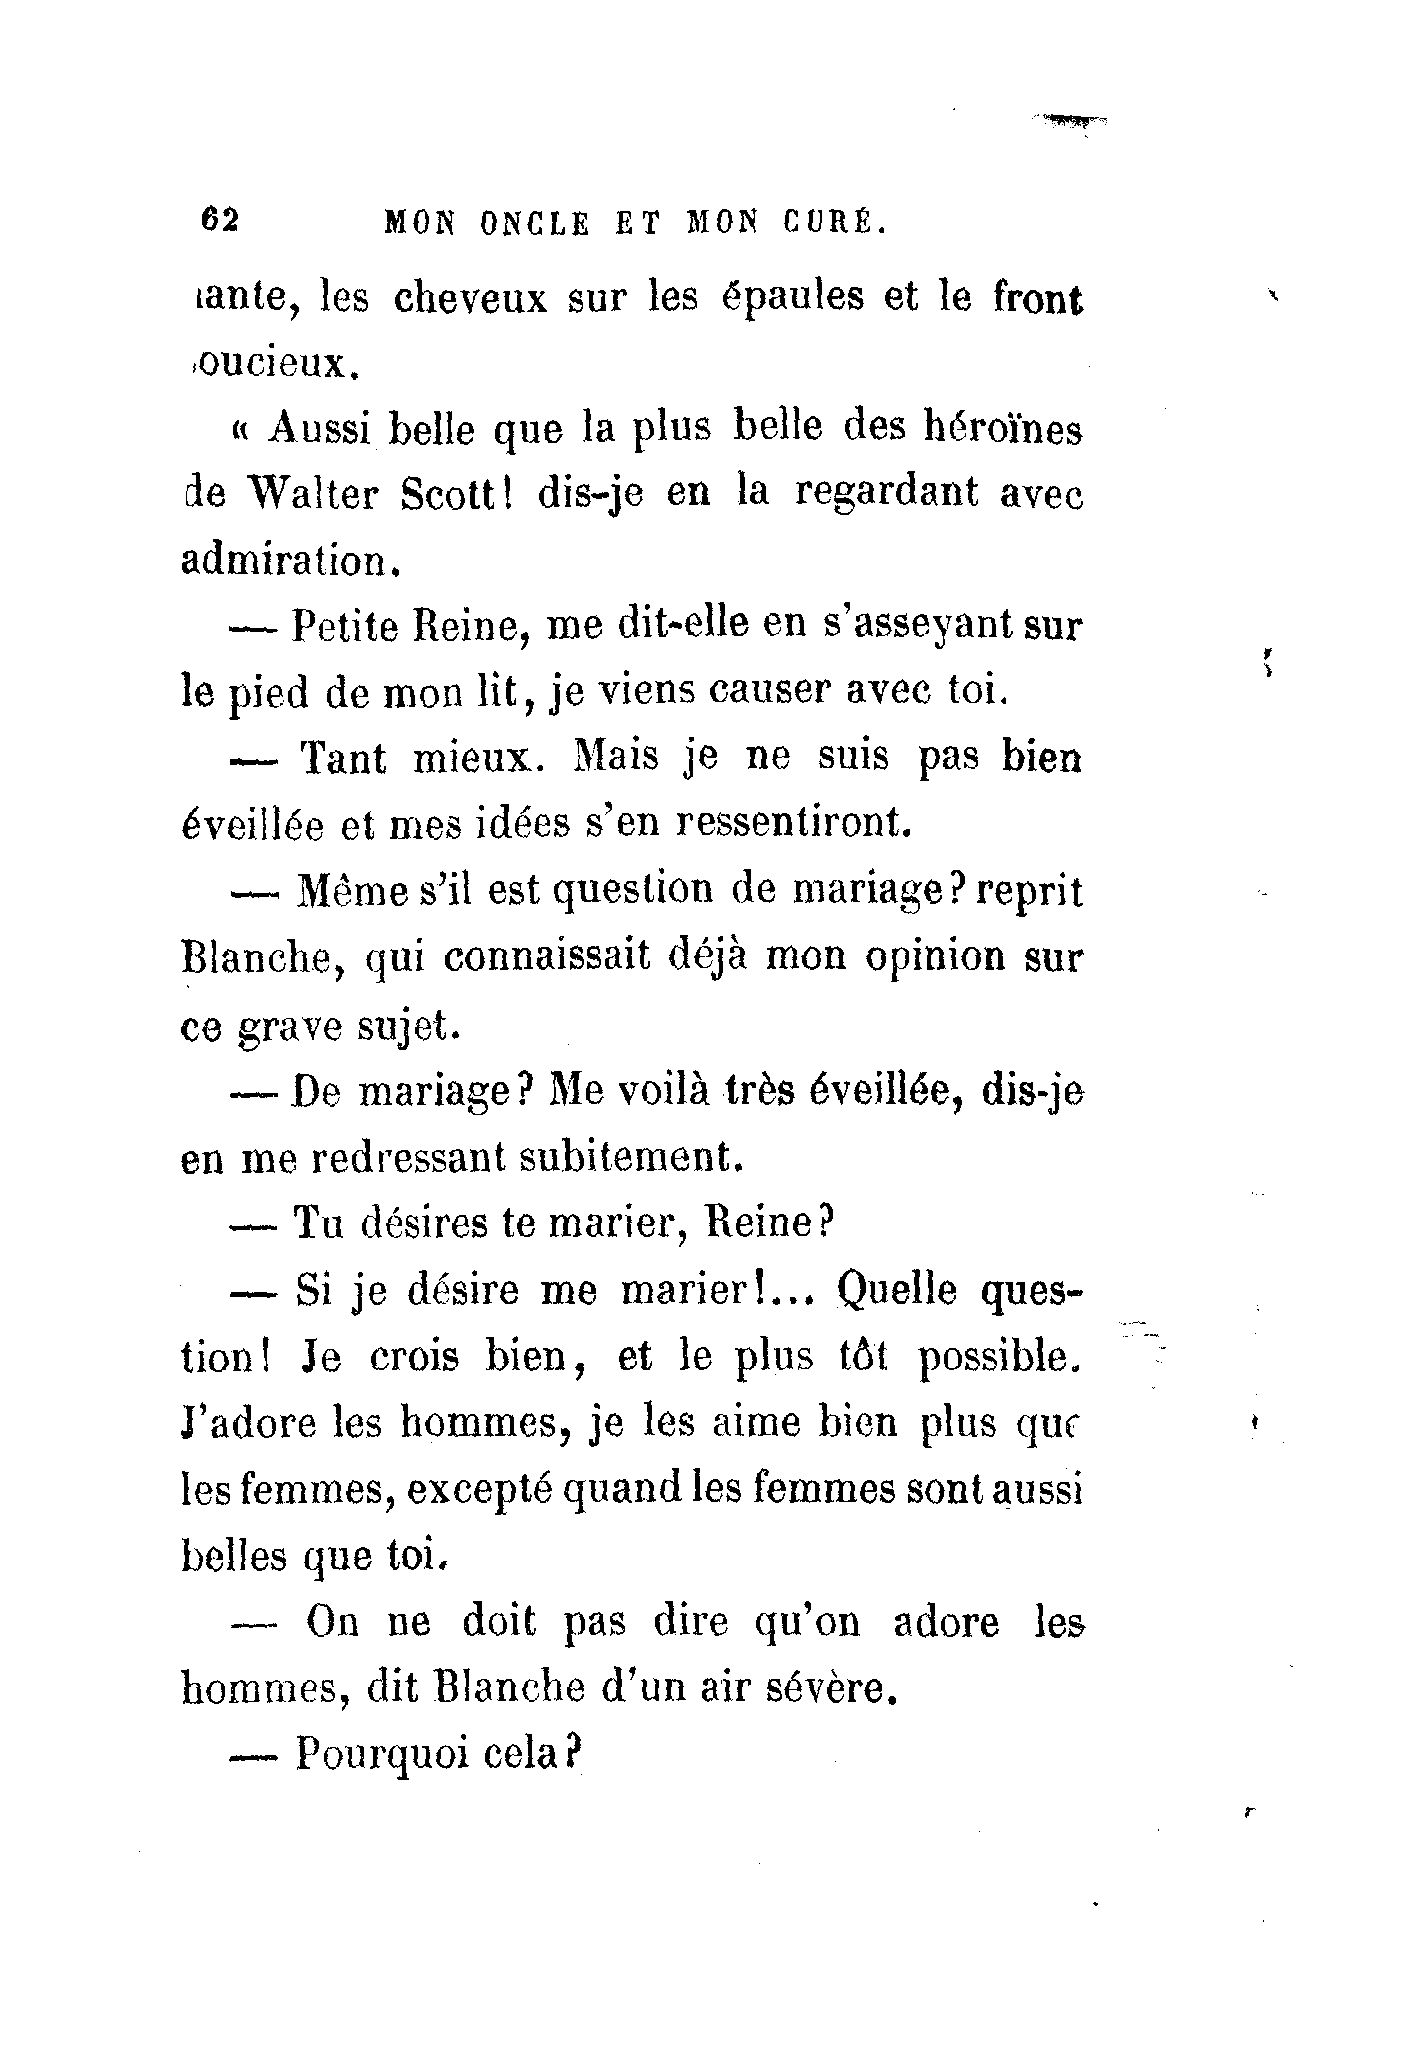 62 MON ONCLE ET MON CURÉ.
les cheveux sur les épaules et le front
« Aussi belle que la plus belle des héroïnes
de Walter Scott! dis-je en la regardant avec
admiration.
— Petite Reine, me dit-elle en s'asseyant sur
le pied de mon lit, je viens causer avec toi.
— Tant mieux. Mais je ne suis pas bien
éveillée et mes idées s'en ressentiront.
— Même s'il est question de mariage? reprit
Blanche, qui connaissait déjà mon opinion sur
ce grave sujet.
— De mariage? Me voilà très éveillée, dis-je
en me redressant subitement.
— Tu désires te marier, Reine?
— Si je désire me marier!... Quelle ques-
tion! Je crois bien, et le plus tôt possible.
J'adore les hommes, je les aime bien plus que
les femmes, excepté quand les femmes sont aussi
belles que toi.
— On ne doit pas dire qu'on adore les
hommes, dit Blanche d'un air sévère.
— Pourquoi cela?